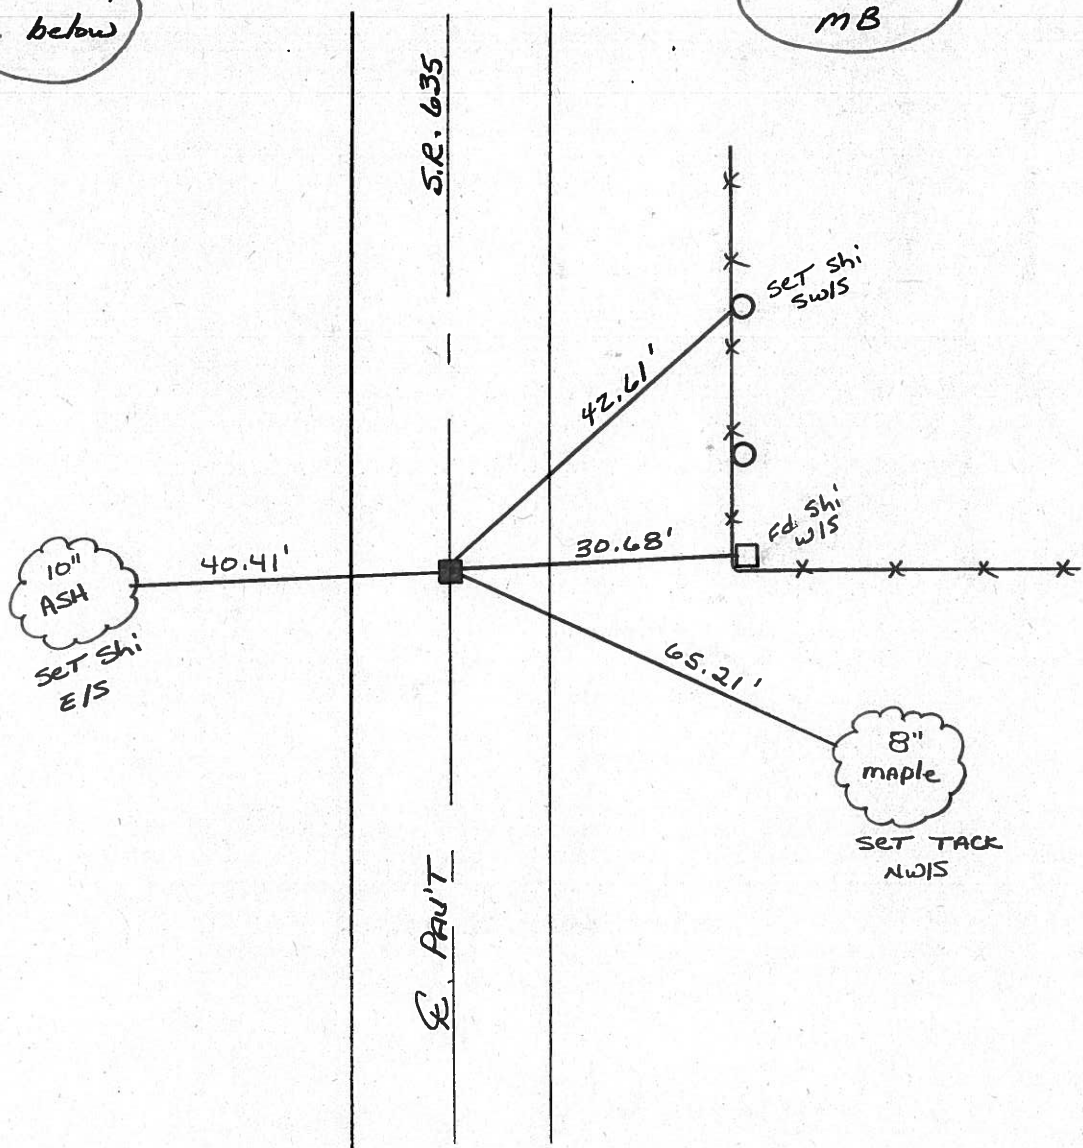 below
MB
S.R. 635
SET Shi
SW/S
42.61'
Fd. Shi
W/S
30.68'
40.41'
10"
ASH
SET Shi
E/S
65.21'
8"
Maple
SET TACK
NW/S
℄ PAV'T